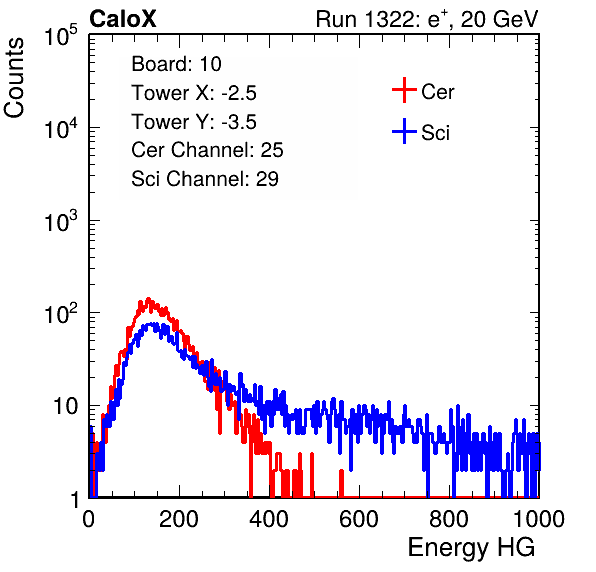 CaloX Run 1322: e⁺, 20 GeV
Counts
Board: 10
Tower X: -2.5
Tower Y: -3.5
Cer Channel: 25
Sci Channel: 29
Cer
Sci
10⁵
10⁴
10³
10²
10
1
0 200 400 600 800 1000
Energy HG